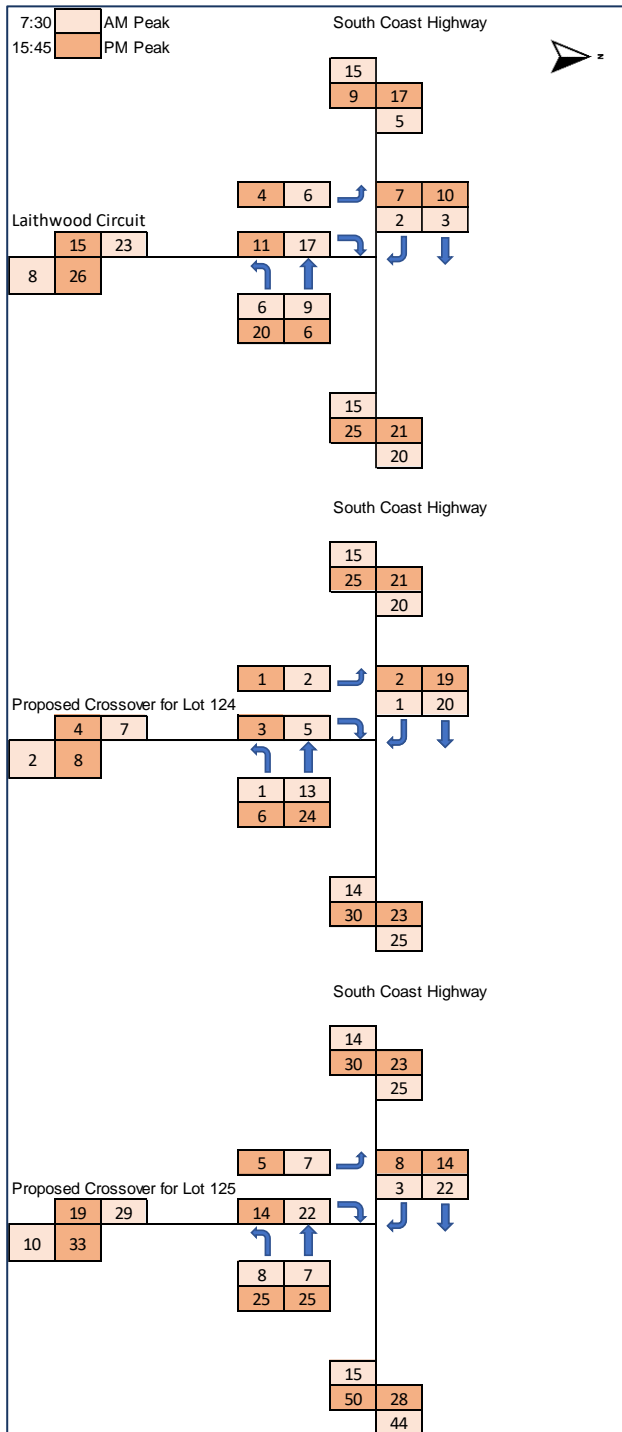 7:30 AM Peak South Coast Highway
15:45 PM Peak
N
15
9 17
5
4 6 7 10
2 3
Laithwood Circuit
15 23 11 17
8 26
6 9
20 6
15
25 21
20
South Coast Highway
15
25 21
20
1 2 2 19
1 20
Proposed Crossover for Lot 124
4 7 3 5
2 8
1 13
6 24
14
30 23
25
South Coast Highway
14
30 23
25
5 7 8 14
3 22
Proposed Crossover for Lot 125
19 29 14 22
10 33
8 7
25 25
15
50 28
44